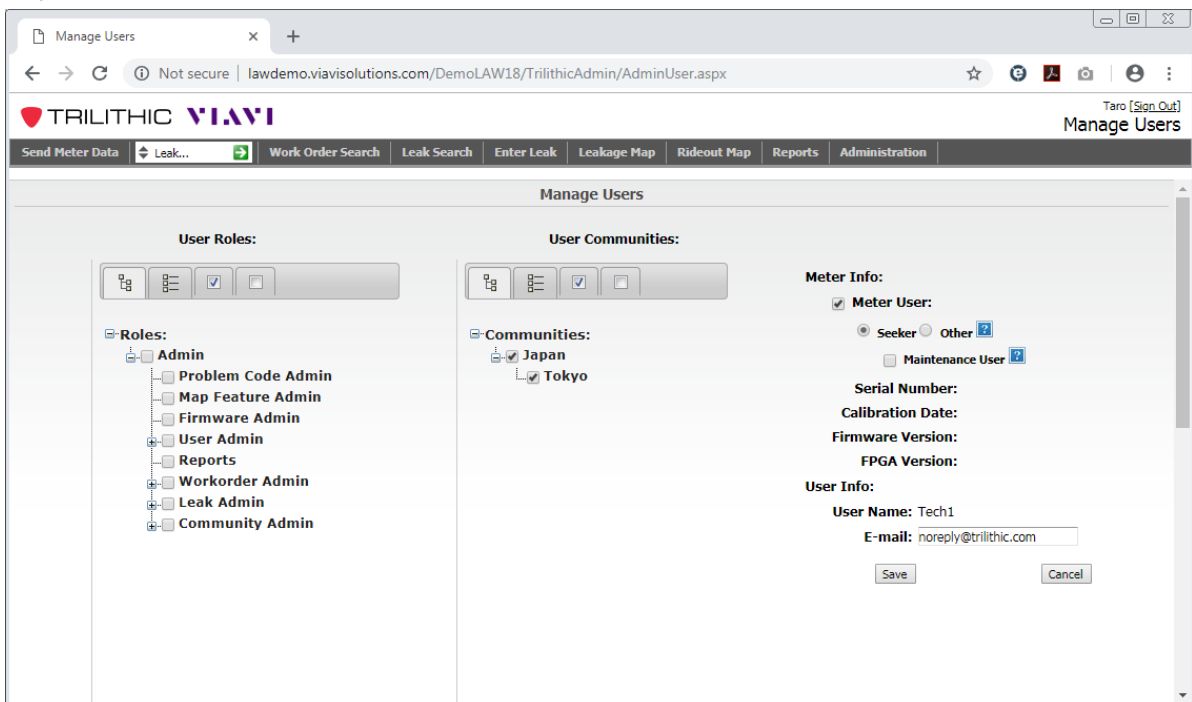 Manage Users
Not secure | lawdemo.viavisolutions.com/DemoLAW18/TrilithicAdmin/AdminUser.aspx
TRILITHIC VIAVI
Taro [Sign Out]
Manage Users
Send Meter Data Leak... Work Order Search Leak Search Enter Leak Leakage Map Rideout Map Reports Administration
Manage Users
User Roles:
Roles:
Admin
Problem Code Admin
Map Feature Admin
Firmware Admin
User Admin
Reports
Workorder Admin
Leak Admin
Community Admin
User Communities:
Communities:
Japan
Tokyo
Meter Info:
Meter User:
Seeker Other ?
Maintenance User ?
Serial Number:
Calibration Date:
Firmware Version:
FPGA Version:
User Info:
User Name: Tech1
E-mail: noreply@trilithic.com
Save Cancel